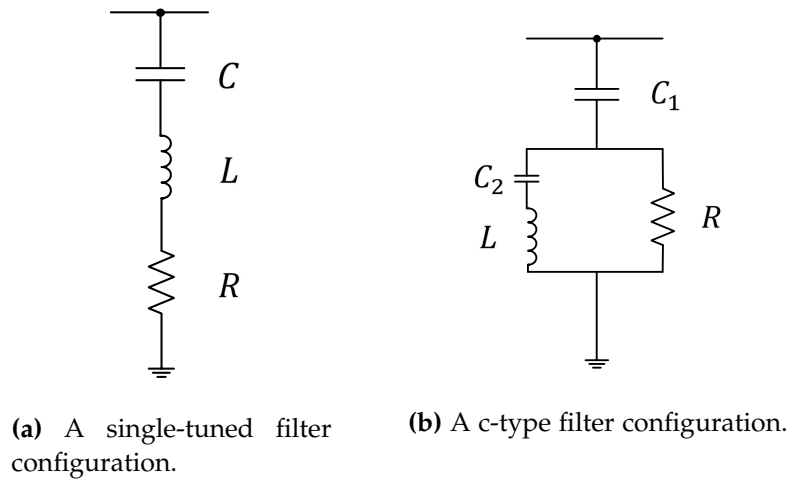 C
L
R
C₁
C₂
L
R
(a) A single-tuned filter
configuration.
(b) A c-type filter configuration.